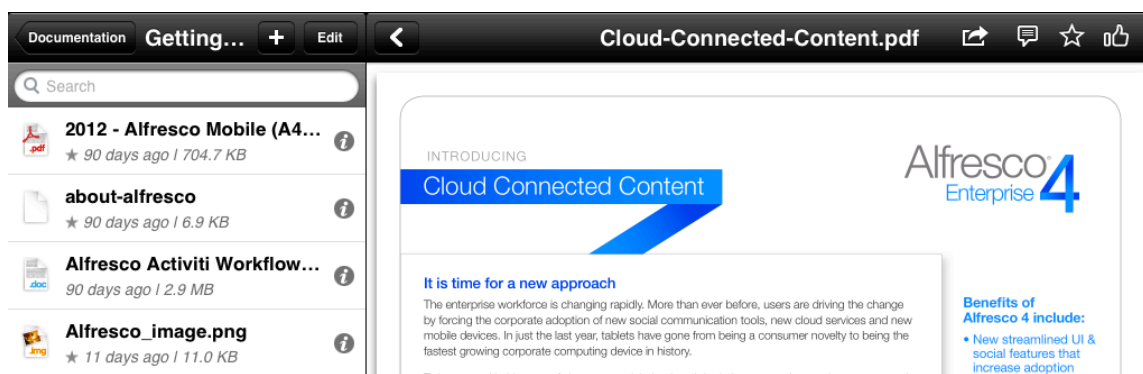 Documentation Getting... + Edit
Search
2012 - Alfresco Mobile (A4...
★ 90 days ago | 704.7 KB
about-alfresco
★ 90 days ago | 6.9 KB
Alfresco Activiti Workflow...
90 days ago | 2.9 MB
Alfresco_image.png
★ 11 days ago | 11.0 KB
.pdf
.doc
.img
Cloud-Connected-Content.pdf
INTRODUCING
Cloud Connected Content
Alfresco 4
Enterprise
It is time for a new approach
The enterprise workforce is changing rapidly. More than ever before, users are driving the change
by forcing the corporate adoption of new social communication tools, new cloud services and new
mobile devices. In just the last year, tablets have gone from being a consumer novelty to being the
fastest growing corporate computing device in history.
Benefits of
Alfresco 4 include:
• New streamlined UI &
social features that
increase adoption